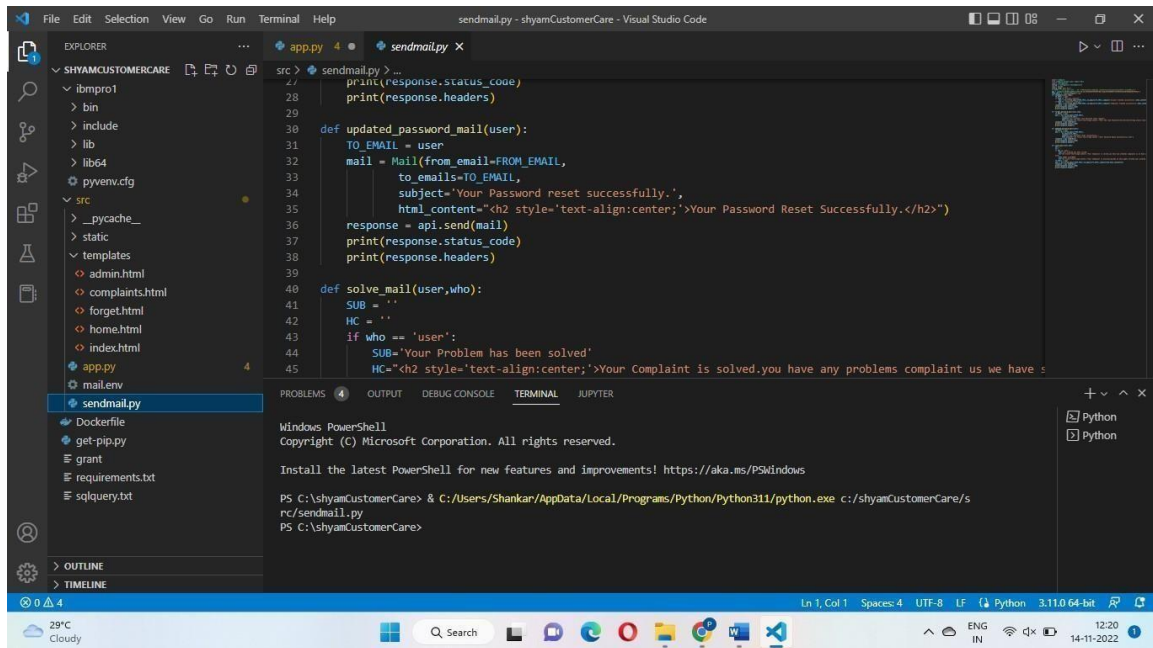 File Edit Selection View Go Run Terminal Help sendmail.py - shyamCustomerCare - Visual Studio Code
EXPLORER
SHYAMCUSTOMERCARE
ibmpro1
bin
include
lib
lib64
pyvenv.cfg
src
__pycache__
static
templates
admin.html
complaints.html
forget.html
home.html
index.html
app.py 4
mail.env
sendmail.py
Dockerfile
get-pip.py
grant
requirements.txt
sqlquery.txt
OUTLINE
TIMELINE
app.py 4 sendmail.py
src > sendmail.py > ...
27 print(response.status_code)
28 print(response.headers)
29
30 def updated_password_mail(user):
31 TO_EMAIL = user
32 mail = Mail(from_email=FROM_EMAIL,
33 to_emails=TO_EMAIL,
34 subject='Your Password reset successfully.',
35 html_content="<h2 style='text-align:center;'>Your Password Reset Successfully.</h2>")
36 response = api.send(mail)
37 print(response.status_code)
38 print(response.headers)
39
40 def solve_mail(user,who):
41 SUB = ''
42 HC = ''
43 if who == 'user':
44 SUB='Your Problem has been solved'
45 HC="<h2 style='text-align:center;'>Your Complaint is solved.you have any problems complaint us we have s
PROBLEMS 4 OUTPUT DEBUG CONSOLE TERMINAL JUPYTER
Windows PowerShell
Copyright (C) Microsoft Corporation. All rights reserved.
Install the latest PowerShell for new features and improvements! https://aka.ms/PSWindows
PS C:\shyamCustomerCare> & C:/Users/Shankar/AppData/Local/Programs/Python/Python311/python.exe c:/shyamCustomerCare/s
rc/sendmail.py
PS C:\shyamCustomerCare>
Python
Python
0 4 Ln 1, Col 1 Spaces: 4 UTF-8 LF Python 3.11.0 64-bit
29°C
Cloudy
Search
ENG
IN
12:20
14-11-2022
1